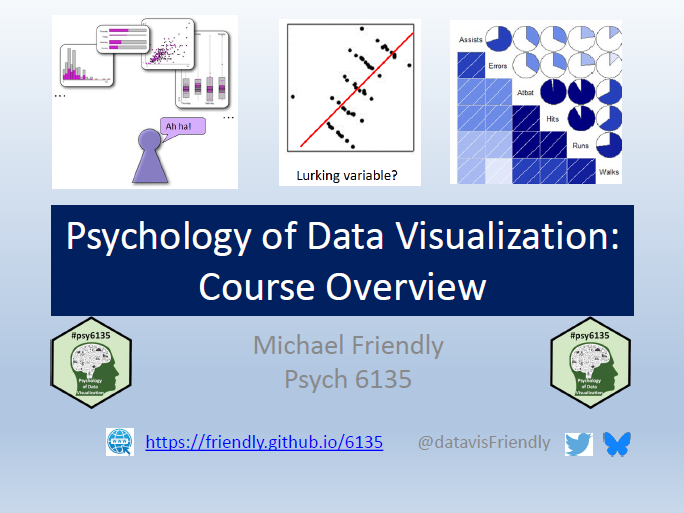 ...
Ah ha!
...
Lurking variable?
Assists
Errors
Atbat
Hits
Runs
Walks
Psychology of Data Visualization:
Course Overview
#psy6135
Psychology
of Data
Visualization
Michael Friendly
Psych 6135
#psy6135
Psychology
of Data
Visualization
WWW
https://friendly.github.io/6135
@datavisFriendly